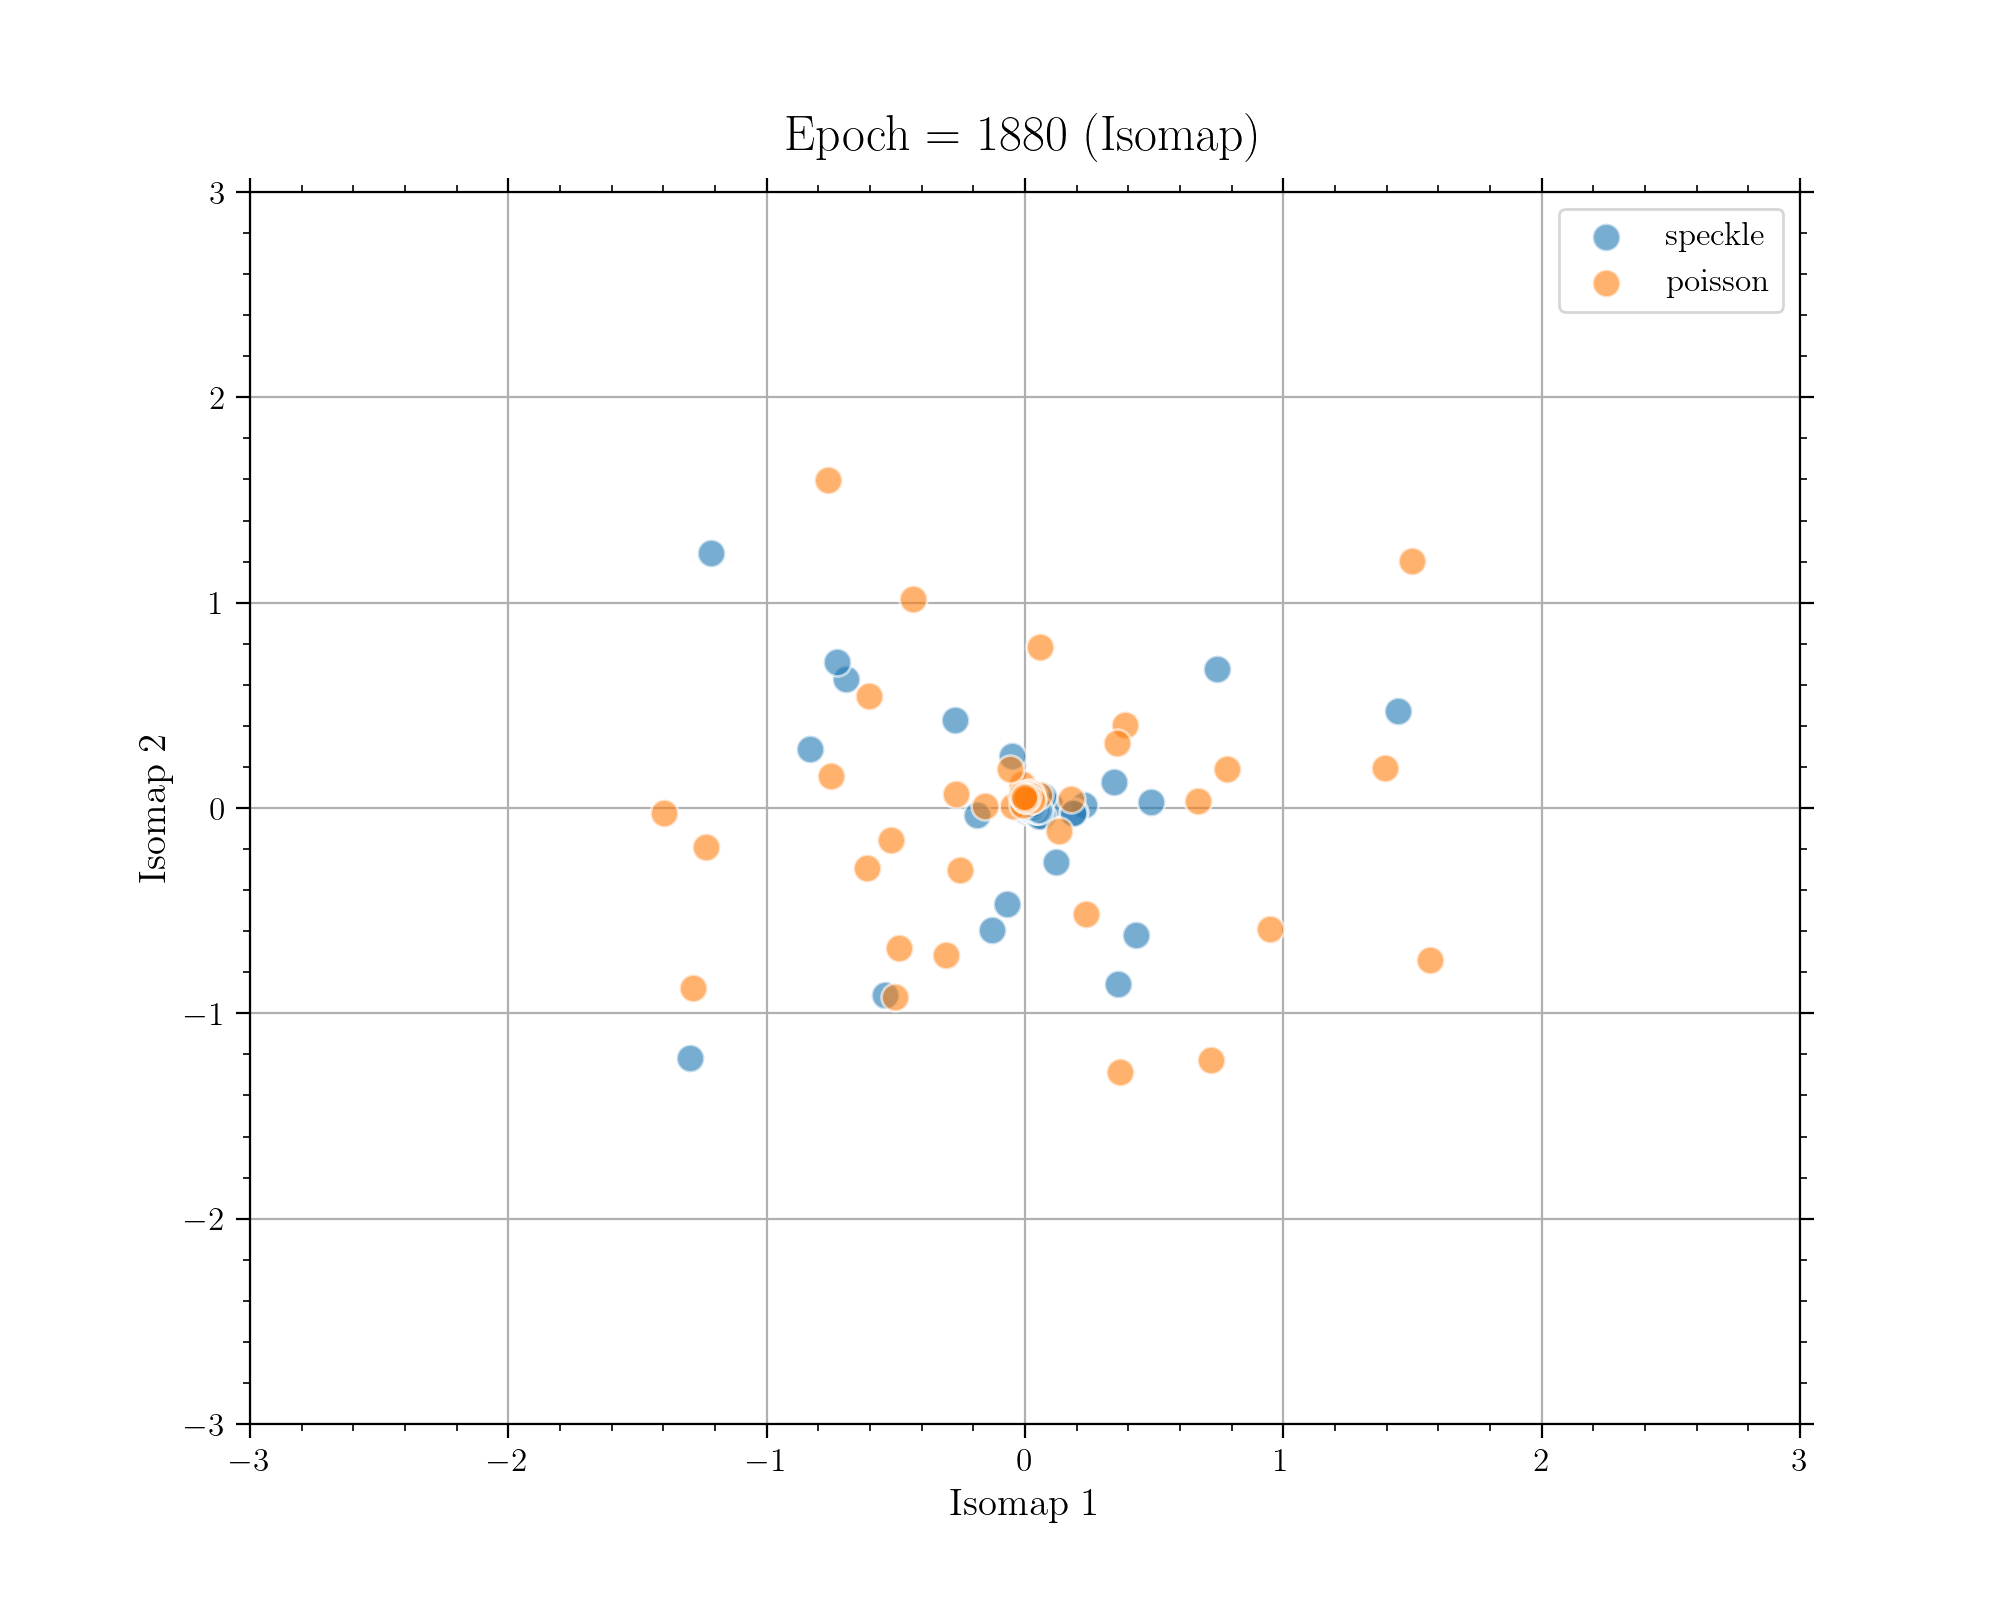 Epoch = 1880 (Isomap)
speckle
poisson
3
2
1
0
−1
−2
−3
Isomap 2
−3
−2
−1
0
1
2
3
Isomap 1